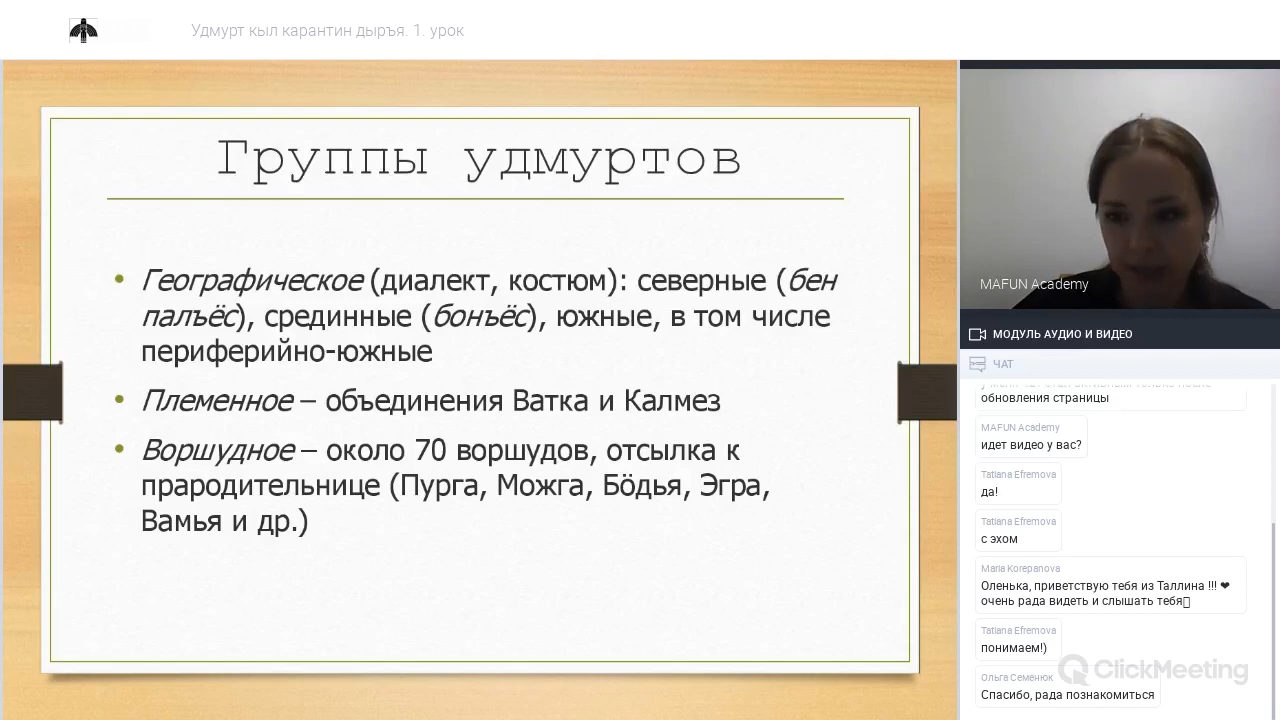 Удмурт кыл карантин дыръя. 1. урок
Группы удмуртов
• Географическое (диалект, костюм): северные (бен
палъёс), срединные (бонъёс), южные, в том числе
периферийно-южные
• Племенное – объединения Ватка и Калмез
• Воршудное – около 70 воршудов, отсылка к
прародительнице (Пурга, Можга, Бӧдья, Эгра,
Вамья и др.)
MAFUN Academy
МОДУЛЬ АУДИО И ВИДЕО
ЧАТ
обновления страницы
MAFUN Academy
идет видео у вас?
Tatiana Efremova
да!
Tatiana Efremova
с эхом
Maria Korepanova
Оленька, приветствую тебя из Таллина !!! ❤
очень рада видеть и слышать тебя
Tatiana Efremova
понимаем!)
Ольга Семенюк
Спасибо, рада познакомиться
ClickMeeting